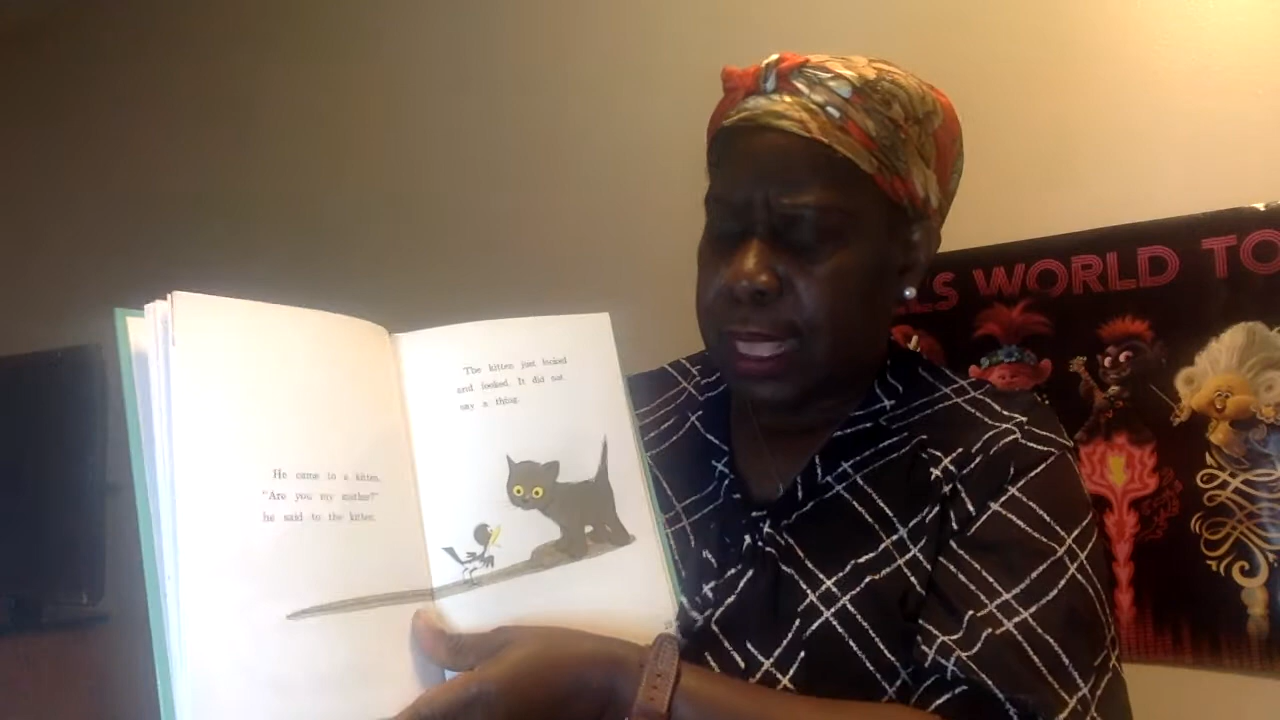 He came to a kitten.
"Are you my mother?"
he said to the kitten.
The kitten just looked
and looked. It did not
say a thing.
LS WORLD TO